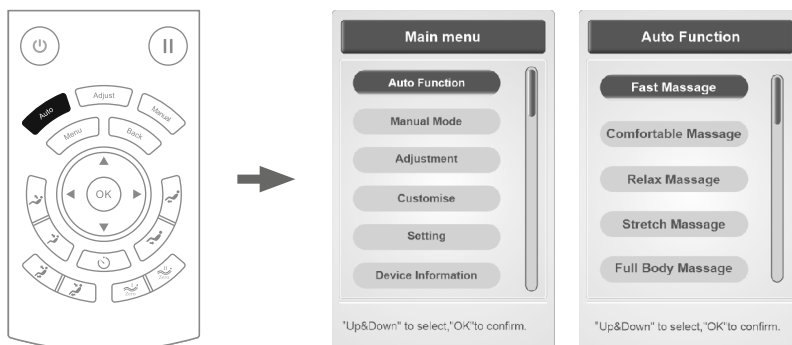 Auto
Adjust
Manual
Menu
Back
OK
Zero
Zero
Main menu
Auto Function
Manual Mode
Adjustment
Customise
Setting
Device Information
"Up&Down" to select,"OK"to confirm.
Auto Function
Fast Massage
Comfortable Massage
Relax Massage
Stretch Massage
Full Body Massage
"Up&Down" to select,"OK"to confirm.